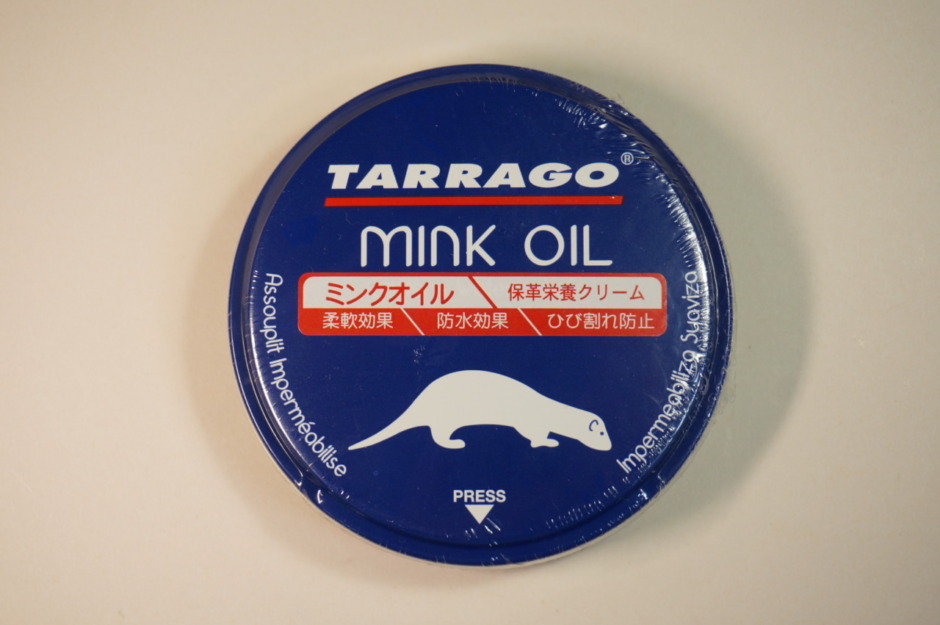 TARRAGO®
MINK OIL
ミンクオイル 保革栄養クリーム
柔軟効果 防水効果 ひび割れ防止
Assouplit Imperméabilise
Impermeabiliza Suaviza
PRESS